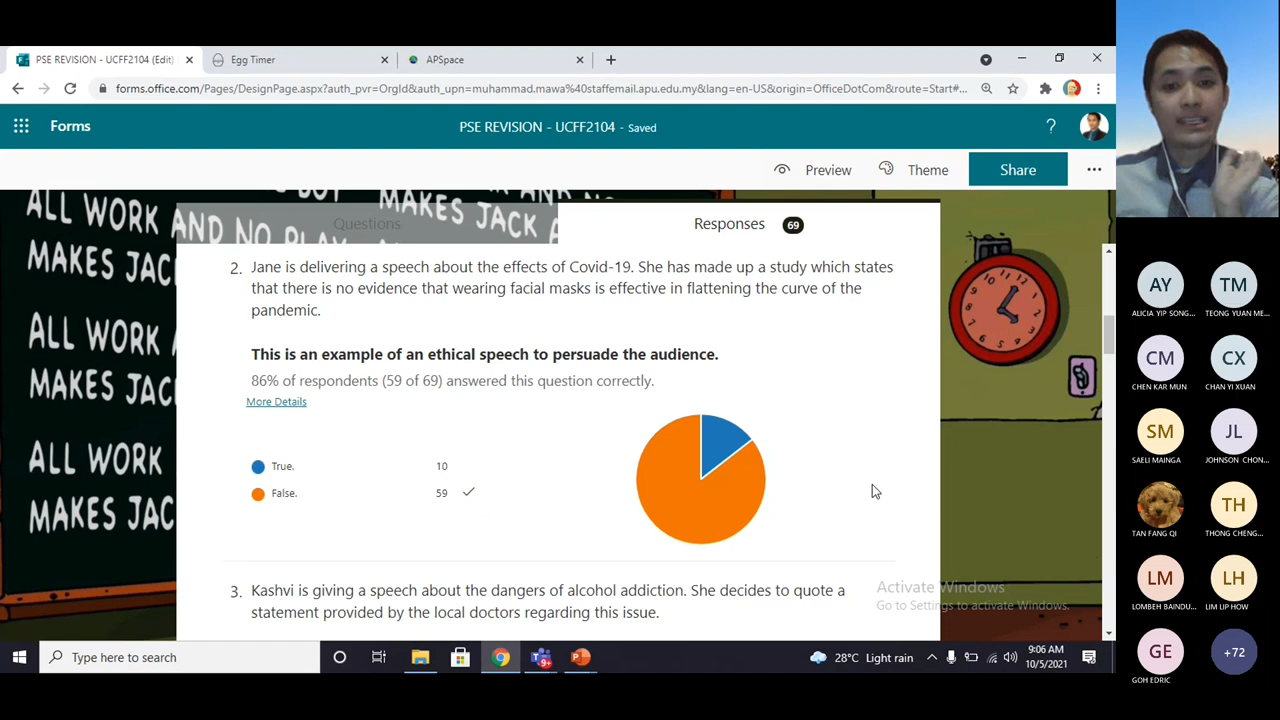 PSE REVISION - UCFF2104 (Edit)
Egg Timer
APSpace
forms.office.com/Pages/DesignPage.aspx?auth_pvr=OrgId&auth_upn=muhammad.mawa%40staffemail.apu.edu.my&lang=en-US&origin=OfficeDotCom&route=Start#...
Forms
PSE REVISION - UCFF2104 - Saved
?
Preview
Theme
Share
ALL WORK AND NO PLAY
MAKES JACK A
MAKES JAC
ALL WORK
MAKES JACK
ALL WORK
MAKES JAC
Questions
Responses 69
2. Jane is delivering a speech about the effects of Covid-19. She has made up a study which states
that there is no evidence that wearing facial masks is effective in flattening the curve of the
pandemic.
This is an example of an ethical speech to persuade the audience.
86% of respondents (59 of 69) answered this question correctly.
More Details
True. 10
False. 59
3. Kashvi is giving a speech about the dangers of alcohol addiction. She decides to quote a
statement provided by the local doctors regarding this issue.
Activate Windows
Go to Settings to activate Windows.
Type here to search
28°C Light rain
9:06 AM
10/5/2021
AY
TM
ALICIA YIP SONG...
TEONG YUAN ME...
CM
CX
CHEN KAR MUN
CHAN YI XUAN
SM
JL
SAELI MAINGA
JOHNSON CHON...
TH
TAN FANG QI
THONG CHENG...
LM
LH
LOMBEH BAINDU...
LIM LIP HOW
GE
+72
GOH EDRIC